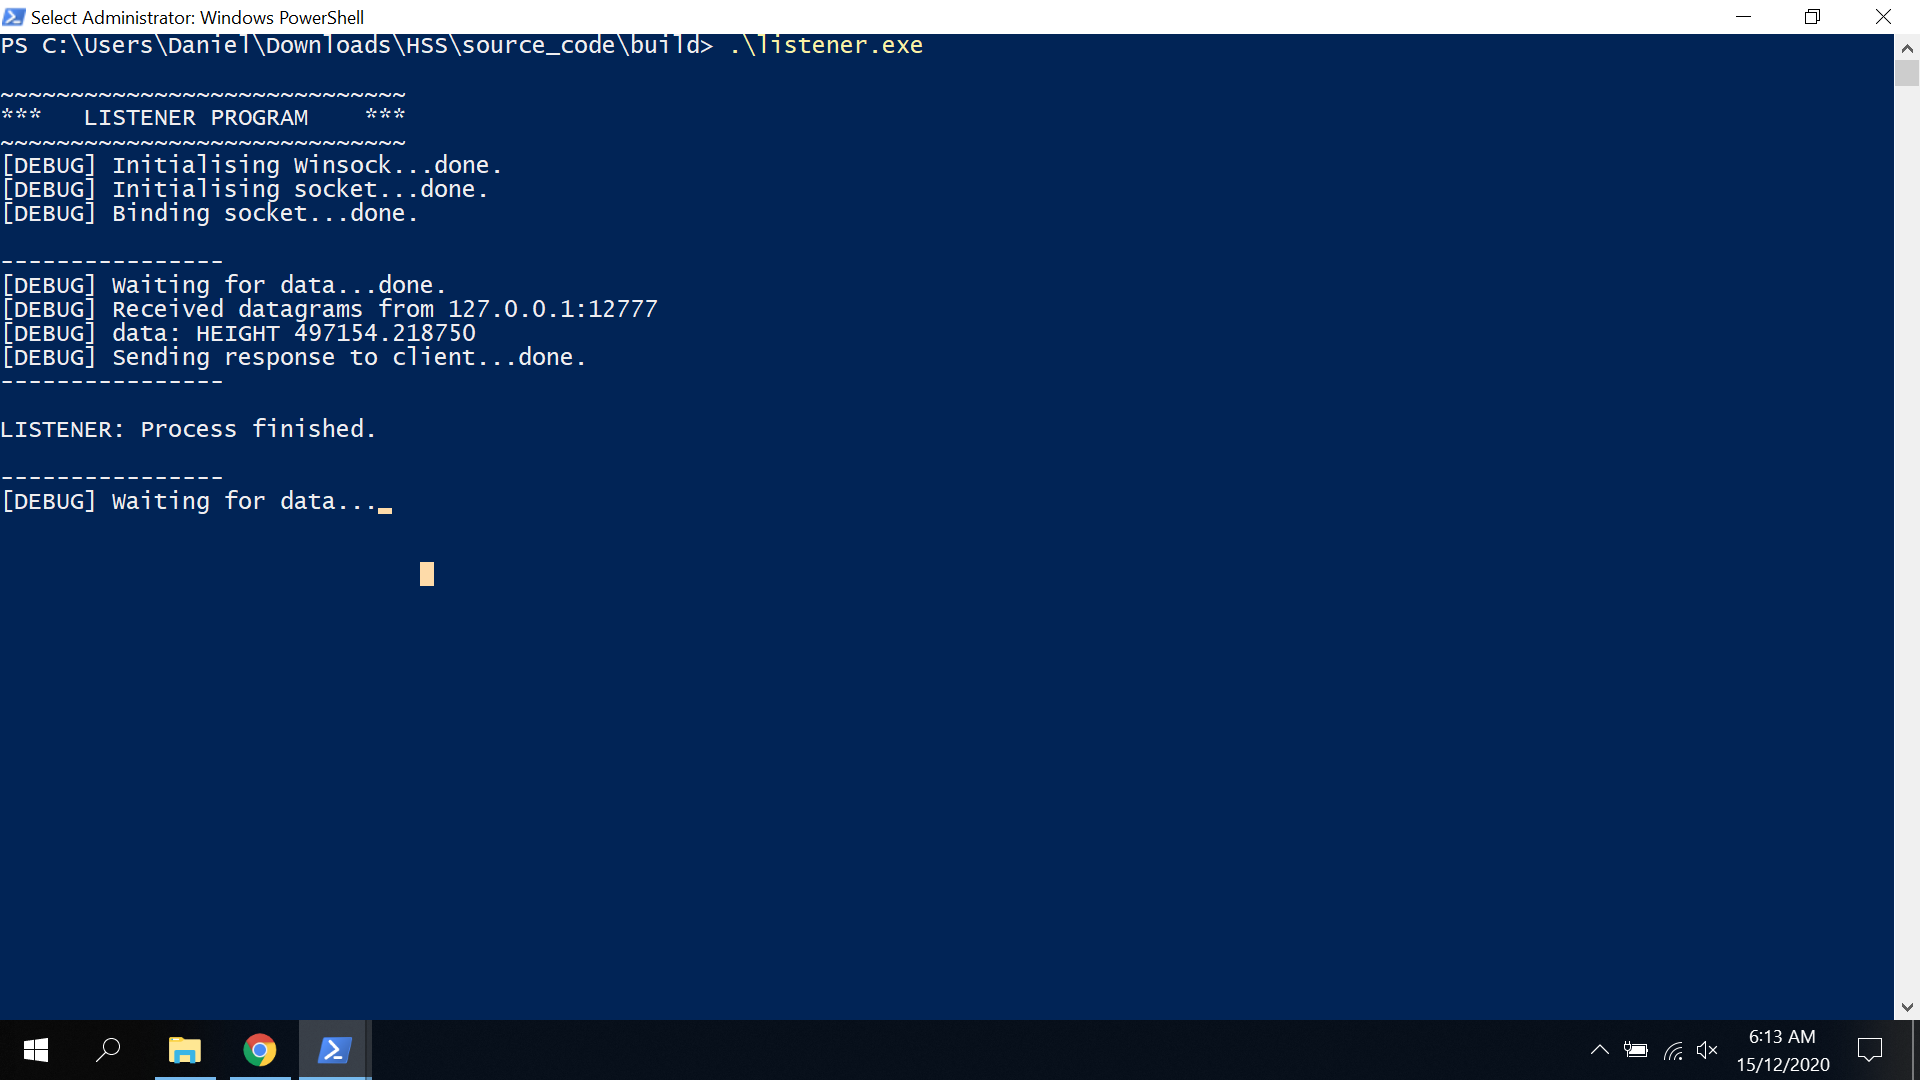 Select Administrator: Windows PowerShell
PS C:\Users\Daniel\Downloads\HSS\source_code\build> .\listener.exe
~~~~~~~~~~~~~~~~~~~~~~~~~~~~~
***   LISTENER PROGRAM    ***
~~~~~~~~~~~~~~~~~~~~~~~~~~~~~
[DEBUG] Initialising Winsock...done.
[DEBUG] Initialising socket...done.
[DEBUG] Binding socket...done.
----------------
[DEBUG] Waiting for data...done.
[DEBUG] Received datagrams from 127.0.0.1:12777
[DEBUG] data: HEIGHT 497154.218750
[DEBUG] Sending response to client...done.
----------------
LISTENER: Process finished.
----------------
[DEBUG] Waiting for data...
6:13 AM
15/12/2020